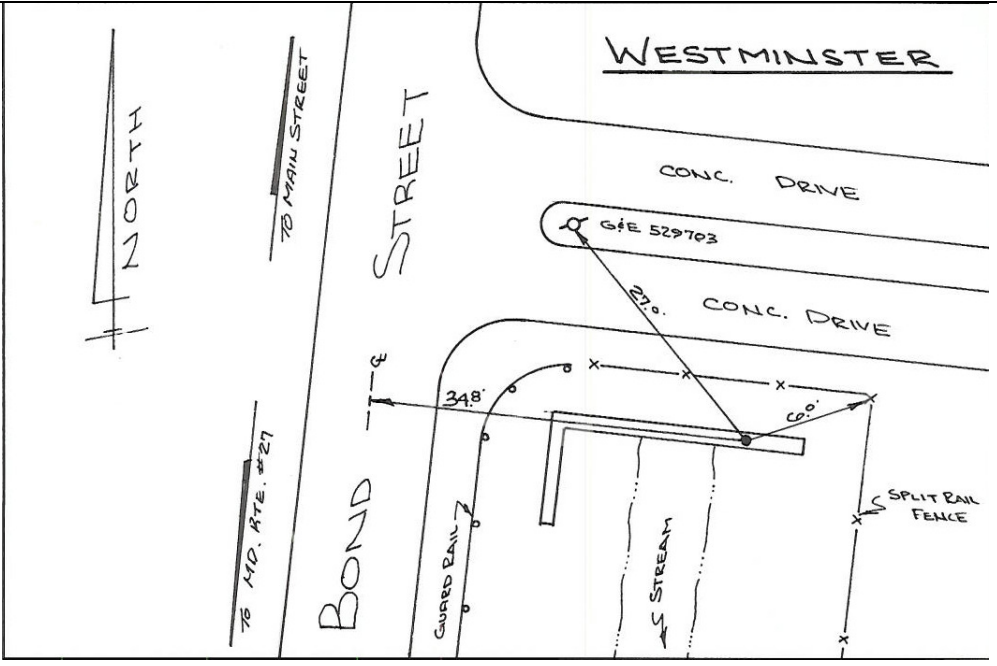 WESTMINSTER
NORTH
TO MAIN STREET
BOND STREET
CONC. DRIVE
G&E 529703
27.0'
CONC. DRIVE
℄
34.8'
6.0'
SPLIT RAIL
FENCE
TO MD. RTE. #27
GUARD RAIL
STREAM